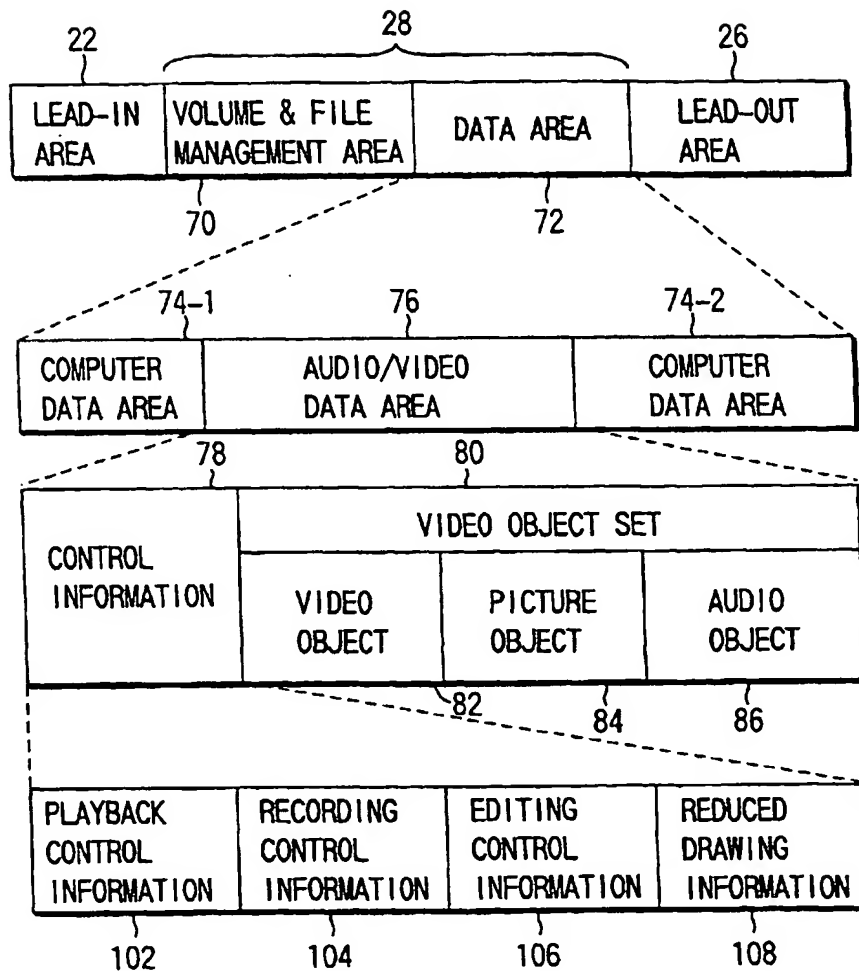 22
28
26
LEAD-IN
AREA
VOLUME & FILE
MANAGEMENT AREA
DATA AREA
LEAD-OUT
AREA
70
72
74-1
76
74-2
COMPUTER
DATA AREA
AUDIO/VIDEO
DATA AREA
COMPUTER
DATA AREA
78
80
CONTROL
INFORMATION
VIDEO OBJECT SET
VIDEO
OBJECT
PICTURE
OBJECT
AUDIO
OBJECT
82
84
86
PLAYBACK
CONTROL
INFORMATION
RECORDING
CONTROL
INFORMATION
EDITING
CONTROL
INFORMATION
REDUCED
DRAWING
INFORMATION
102
104
106
108